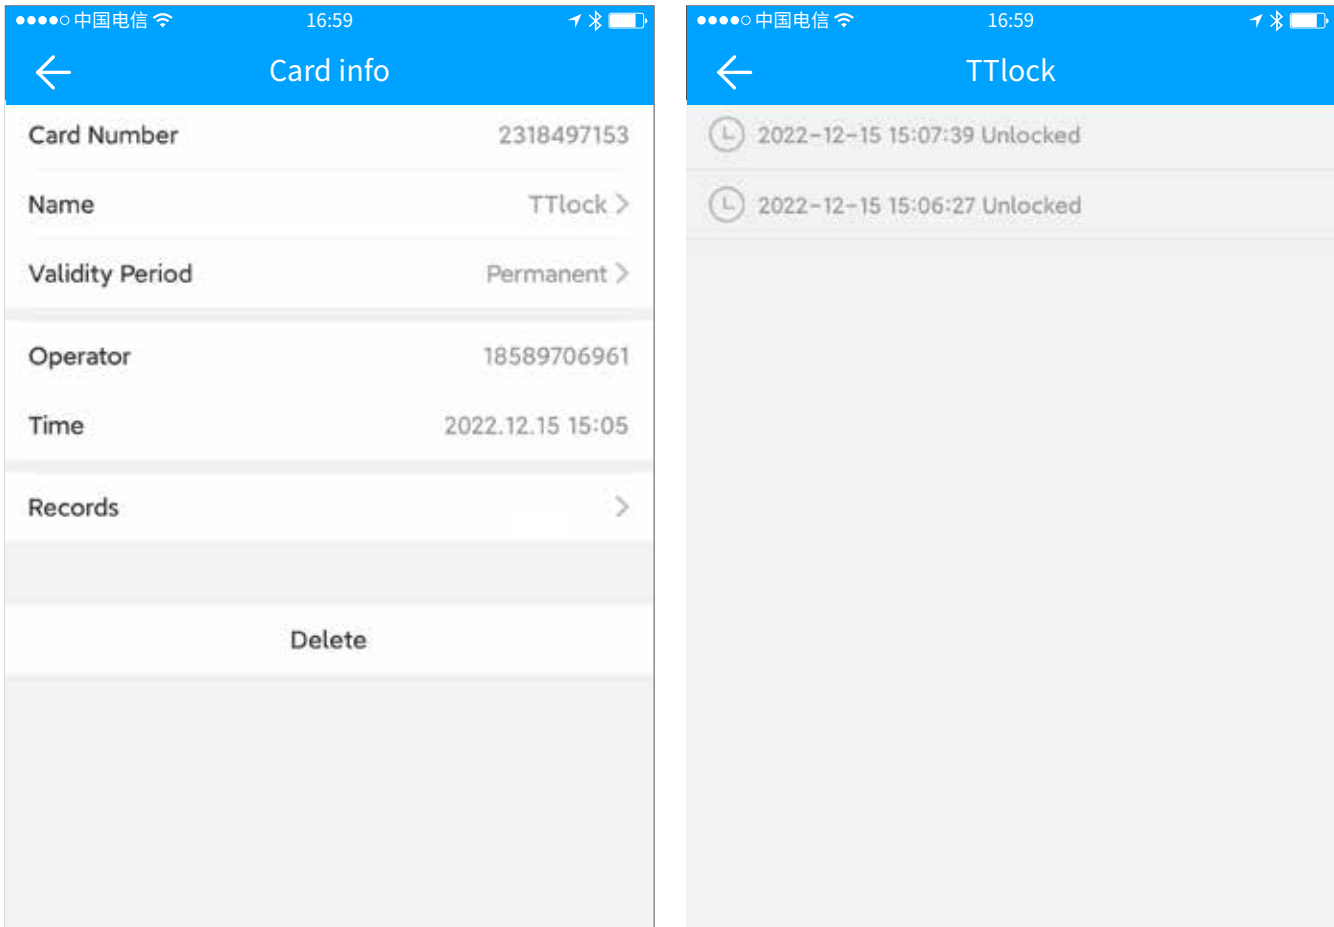 中国电信 16:59
Card info
Card Number 2318497153
Name TTlock
Validity Period Permanent
Operator 18589706961
Time 2022.12.15 15:05
Records
Delete
中国电信 16:59
TTlock
2022-12-15 15:07:39 Unlocked
2022-12-15 15:06:27 Unlocked